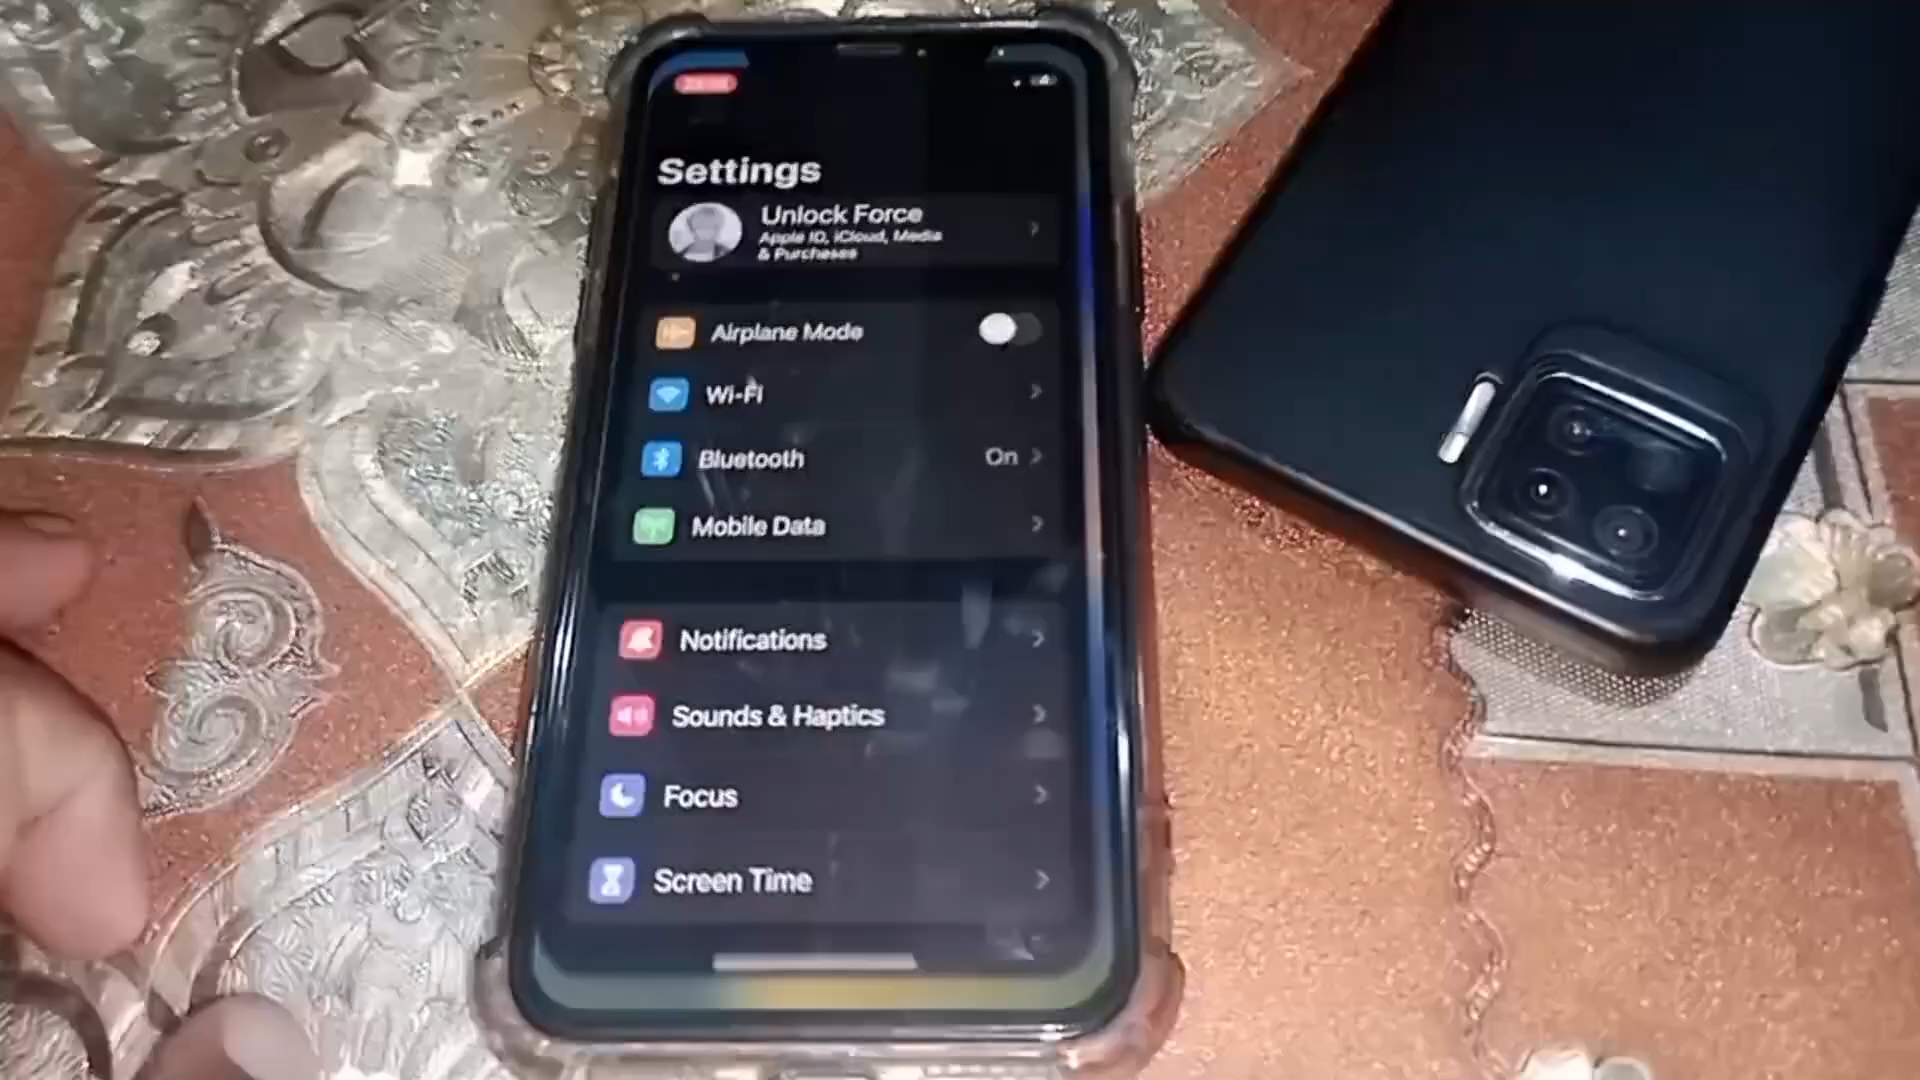 Settings
Unlock Force
Apple ID, iCloud, Media
& Purchases
Airplane Mode
Wi-Fi
Bluetooth
On
Mobile Data
Notifications
Sounds & Haptics
Focus
Screen Time